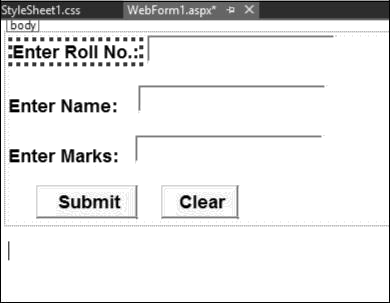 StyleSheet1.css WebForm1.aspx*
body
Enter Roll No.:
Enter Name:
Enter Marks:
Submit Clear